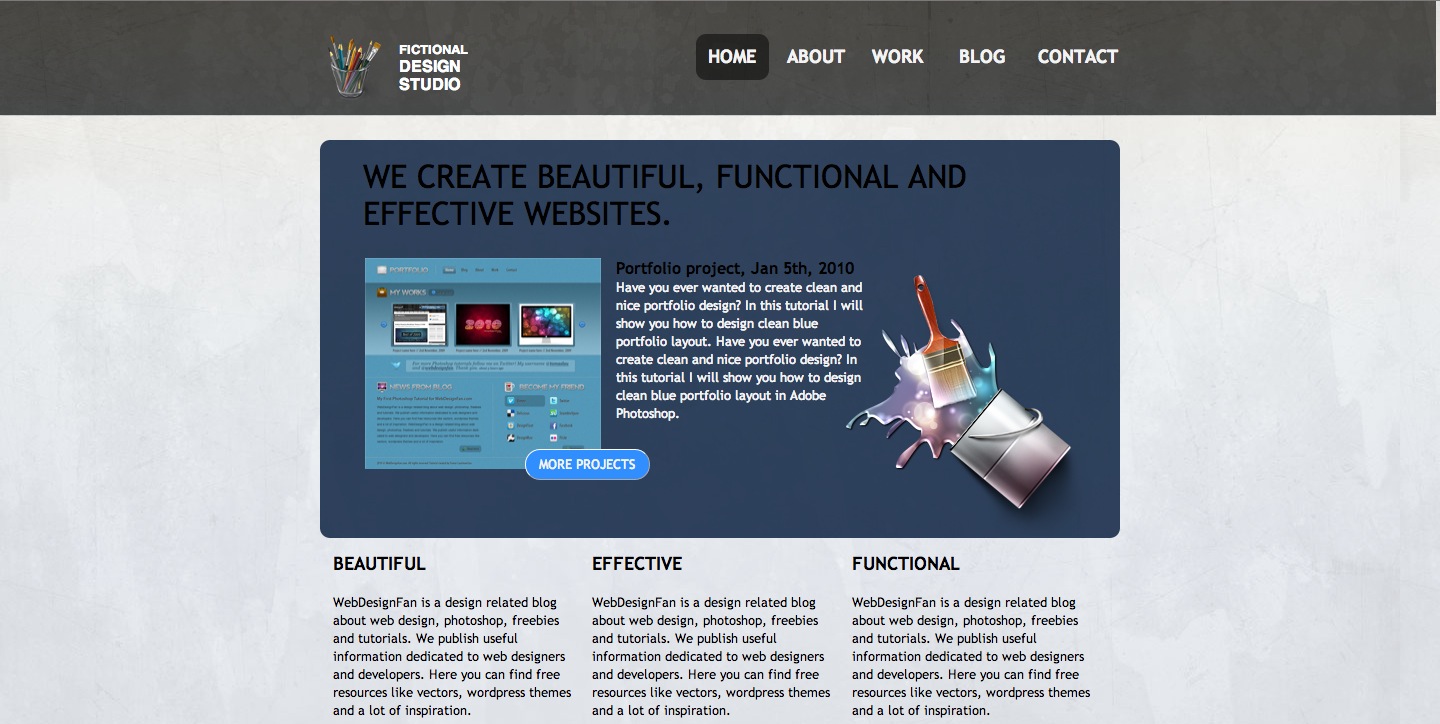 FICTIONAL
DESIGN
STUDIO
HOME ABOUT WORK BLOG CONTACT
WE CREATE BEAUTIFUL, FUNCTIONAL AND
EFFECTIVE WEBSITES.
PORTFOLIO
MY WORKS
2010
NEWS FROM BLOG
BECOME MY FRIEND
My First Photoshop Tutorial for WebDesignFan.com
Portfolio project, Jan 5th, 2010
Have you ever wanted to create clean and
nice portfolio design? In this tutorial I will
show you how to design clean blue
portfolio layout. Have you ever wanted to
create clean and nice portfolio design? In
this tutorial I will show you how to design
clean blue portfolio layout in Adobe
Photoshop.
MORE PROJECTS
BEAUTIFUL
WebDesignFan is a design related blog
about web design, photoshop, freebies
and tutorials. We publish useful
information dedicated to web designers
and developers. Here you can find free
resources like vectors, wordpress themes
and a lot of inspiration.
EFFECTIVE
WebDesignFan is a design related blog
about web design, photoshop, freebies
and tutorials. We publish useful
information dedicated to web designers
and developers. Here you can find free
resources like vectors, wordpress themes
and a lot of inspiration.
FUNCTIONAL
WebDesignFan is a design related blog
about web design, photoshop, freebies
and tutorials. We publish useful
information dedicated to web designers
and developers. Here you can find free
resources like vectors, wordpress themes
and a lot of inspiration.